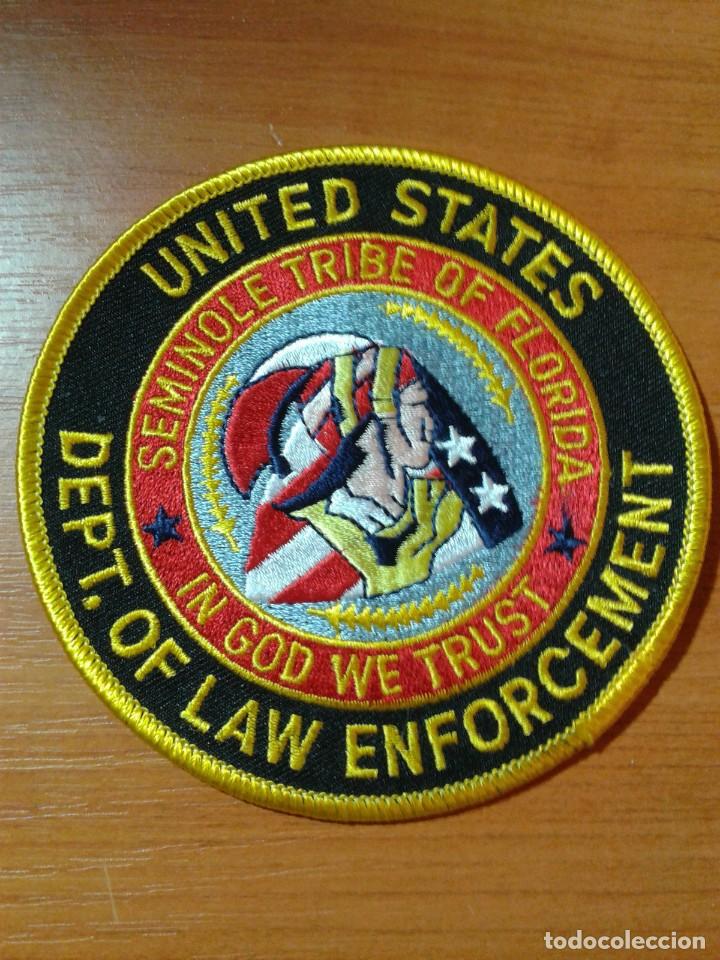 UNITED STATES
SEMINOLE TRIBE OF FLORIDA
IN GOD WE TRUST
DEPT. OF LAW ENFORCEMENT
todocoleccion